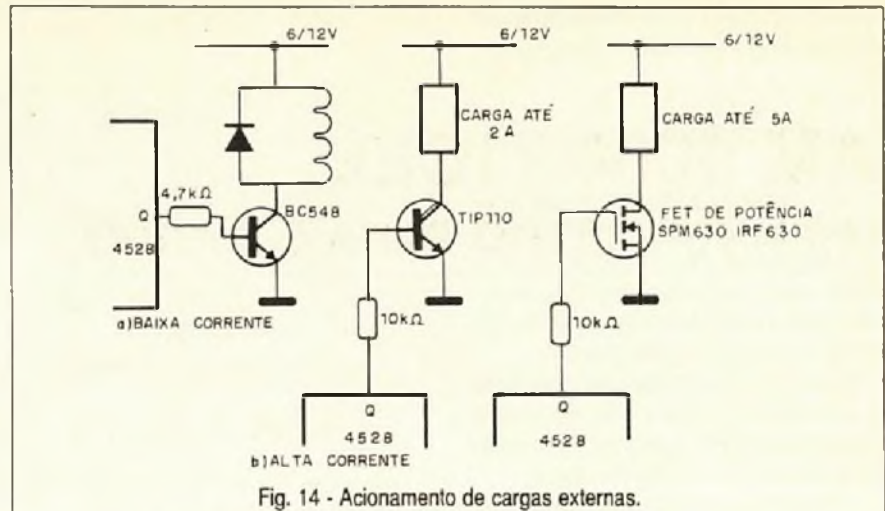 6/12V
4,7kΩ
BC548
Q
4528
a)BAIXA CORRENTE
6/12V
CARGA ATÉ
2A
TIP110
10kΩ
Q
4528
b)ALTA CORRENTE
6/12V
CARGA ATÉ 5A
FET DE POTÊNCIA
SPM630 IRF630
10kΩ
Q
4528
Fig. 14 - Acionamento de cargas externas.